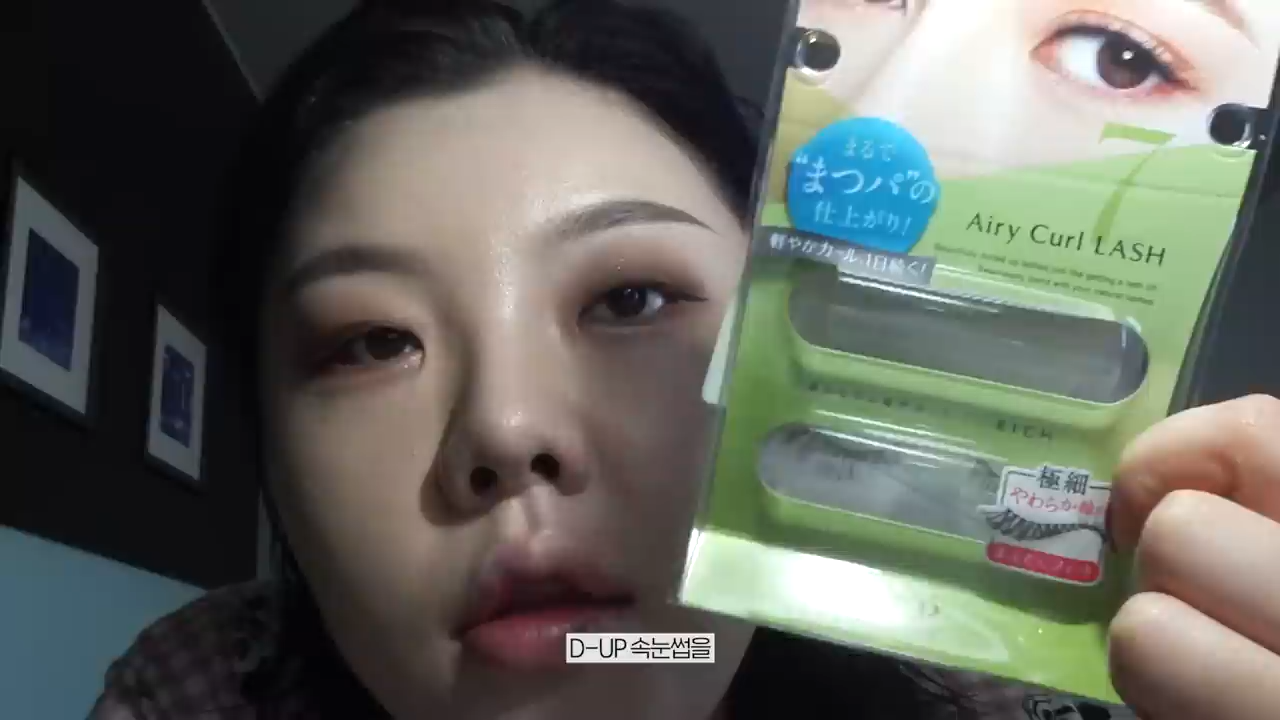 7
まるで
“まつパ”の
仕上がり!
軽やかカール、1日続く!
Airy Curl LASH
RICH
極細
やわらか
D-UP 속눈썹을